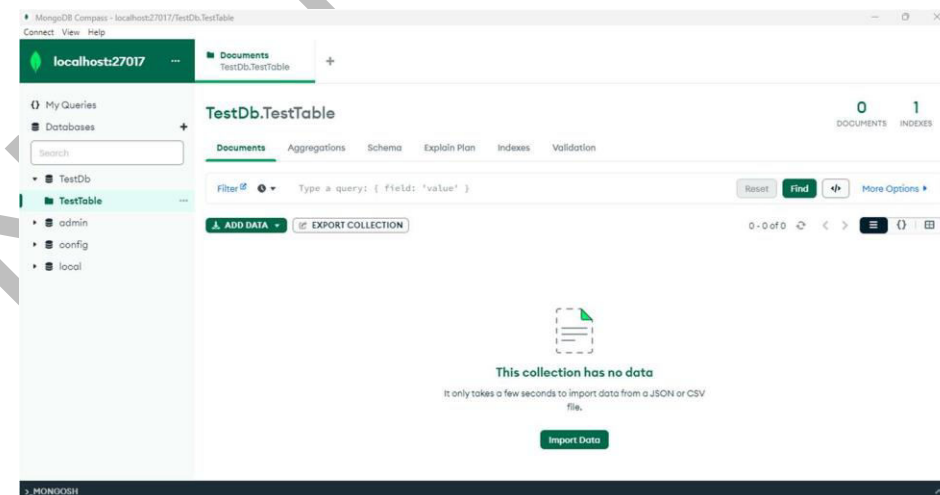 MongoDB Compass - localhost:27017/TestDb.TestTable
Connect View Help
localhost:27017 ...
Documents
TestDb.TestTable
+
{} My Queries
Databases +
Search
TestDb
TestTable ...
admin
config
local
TestDb.TestTable
0 1
DOCUMENTS INDEXES
Documents Aggregations Schema Explain Plan Indexes Validation
Filter Type a query: { field: 'value' } Reset Find </> More Options
ADD DATA EXPORT COLLECTION 0 - 0 of 0 < > {}
This collection has no data
It only takes a few seconds to import data from a JSON or CSV
file.
Import Data
>_MONGOSH